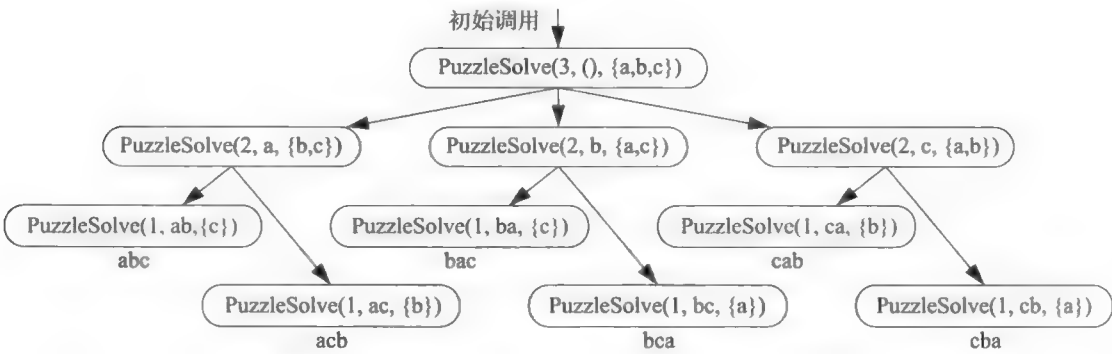 初始调用
PuzzleSolve(3, (), {a,b,c})
PuzzleSolve(2, a, {b,c})
PuzzleSolve(2, b, {a,c})
PuzzleSolve(2, c, {a,b})
PuzzleSolve(1, ab,{c})
PuzzleSolve(1, ba, {c})
PuzzleSolve(1, ca, {b})
abc
bac
cab
PuzzleSolve(1, ac, {b})
PuzzleSolve(1, bc, {a})
PuzzleSolve(1, cb, {a})
acb
bca
cba